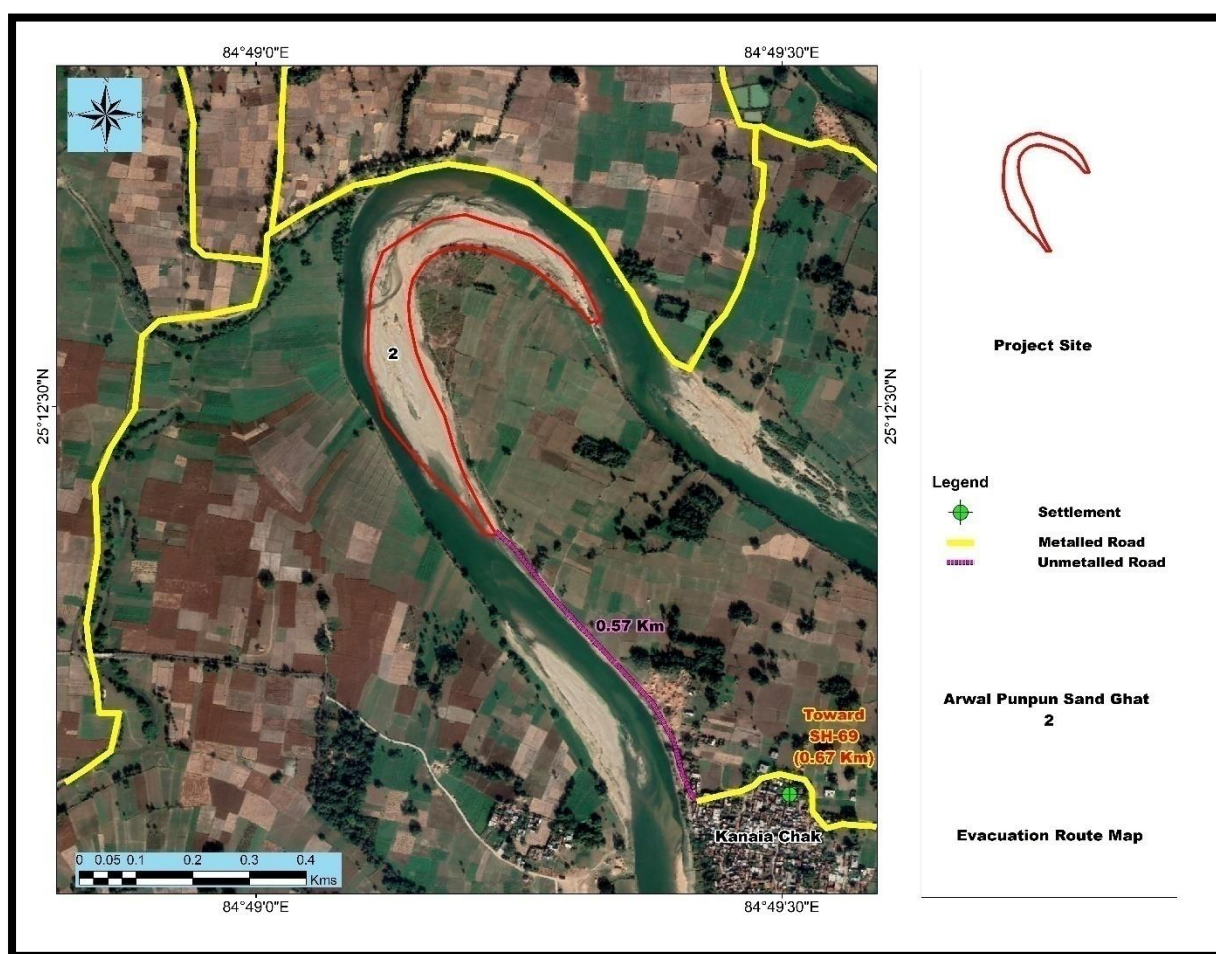 84°49'0"E
84°49'30"E
N
W
E
S
25°12'30"N
25°12'30"N
2
0.57 Km
Toward
SH-69
(0.67 Km)
Kanaia Chak
0 0.05 0.1 0.2 0.3 0.4
Kms
84°49'0"E
84°49'30"E
Project Site
Legend
Settlement
Metalled Road
Unmetalled Road
Arwal Punpun Sand Ghat
2
Evacuation Route Map